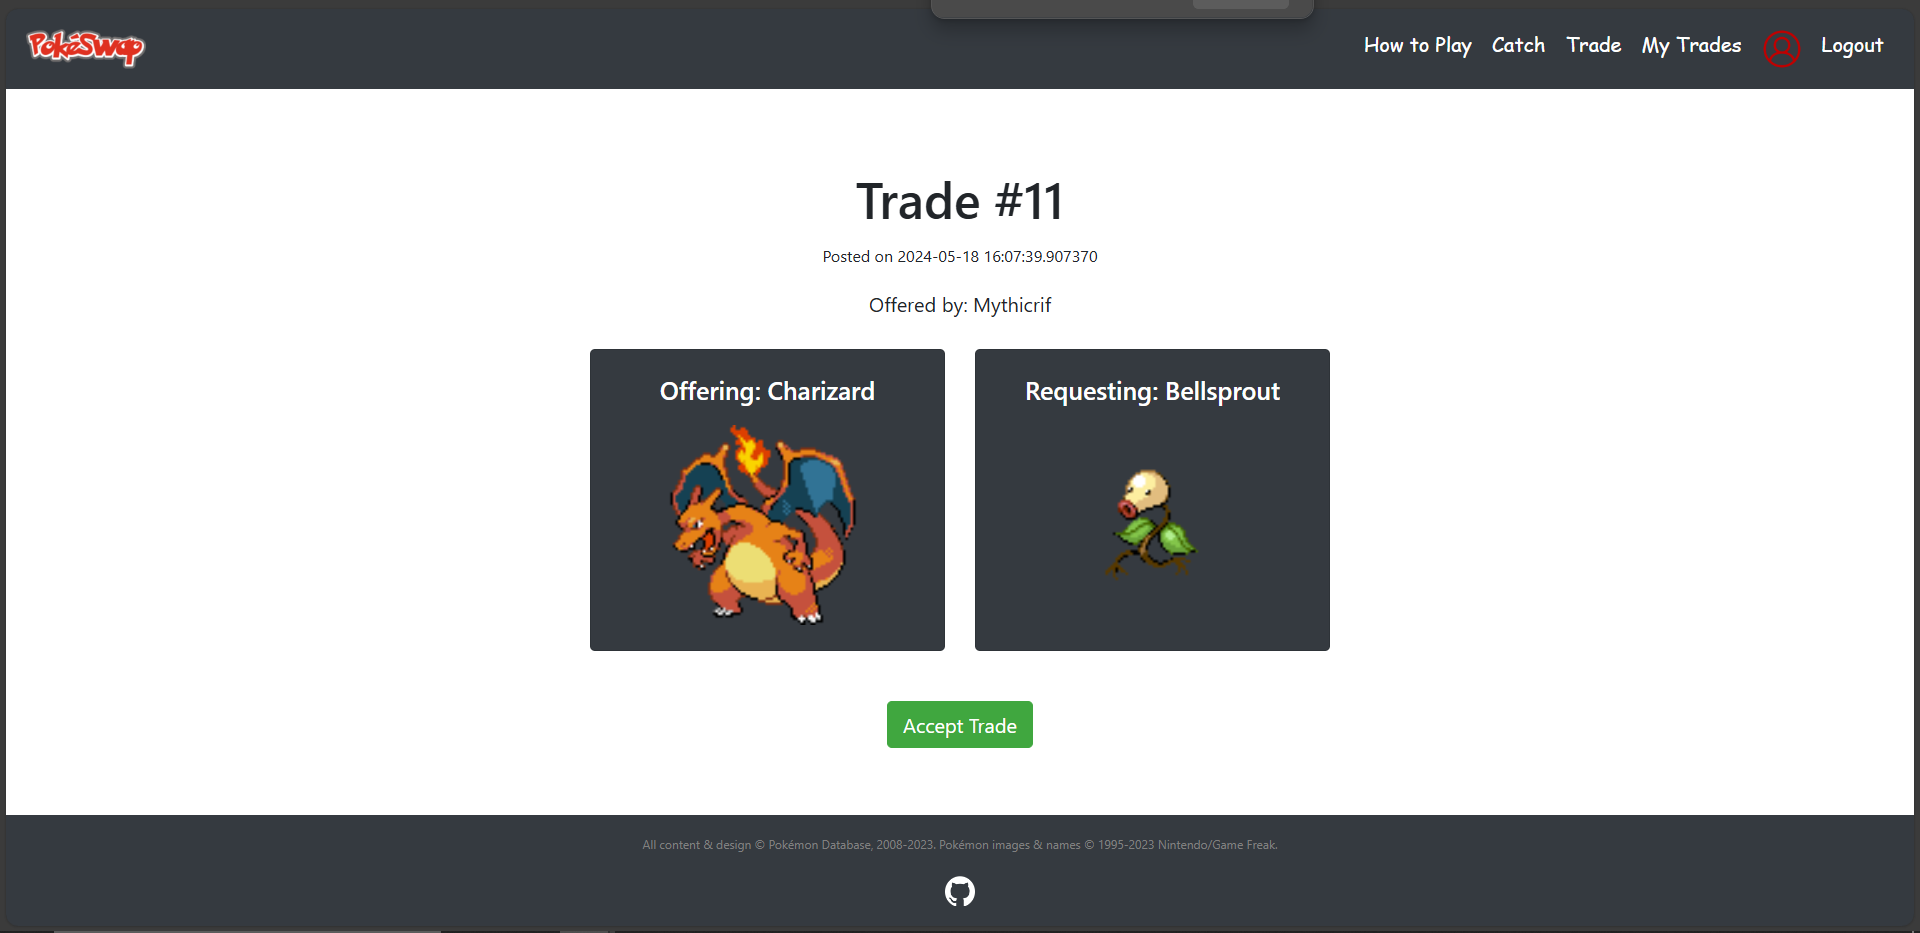 PokéSwap
How to Play Catch Trade My Trades Logout
Trade #11
Posted on 2024-05-18 16:07:39.907370
Offered by: Mythicrif
Offering: Charizard
Requesting: Bellsprout
Accept Trade
All content & design © Pokémon Database, 2008-2023. Pokémon images & names © 1995-2023 Nintendo/Game Freak.